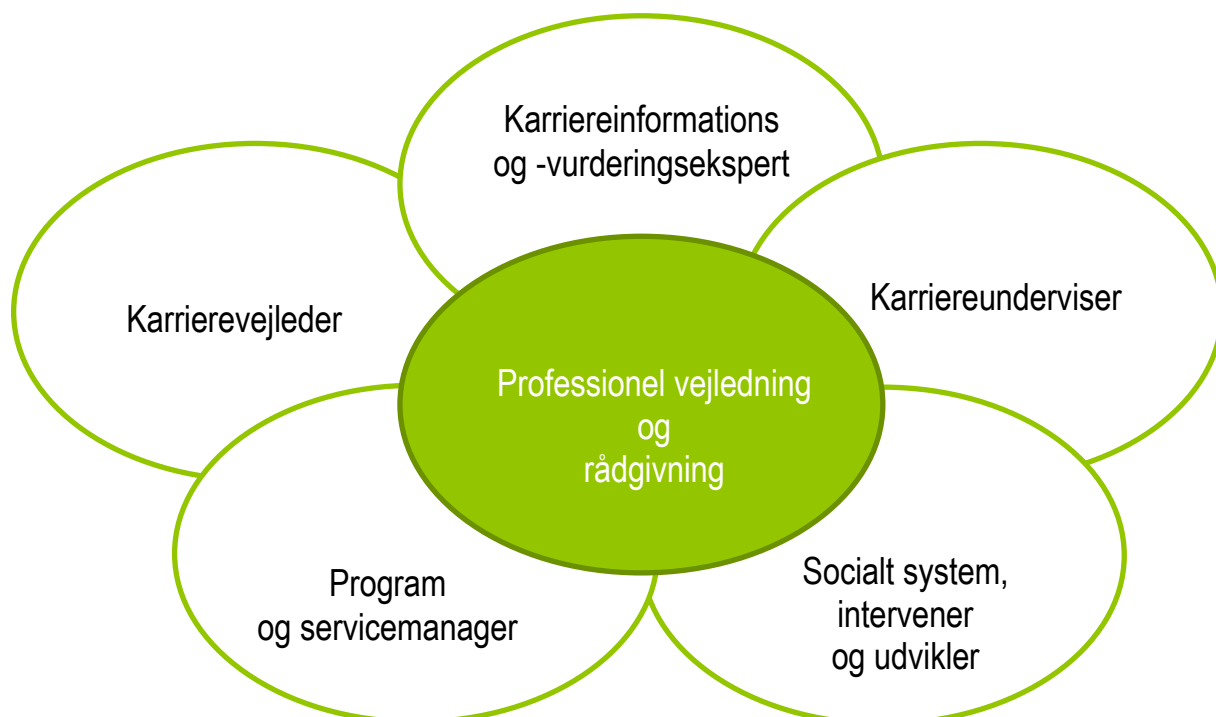 Karriereinformations
og -vurderingsekspert
Karrierevejleder
Karriereunderviser
Professionel vejledning
og
rådgivning
Program
og servicemanager
Socialt system,
intervener
og udvikler